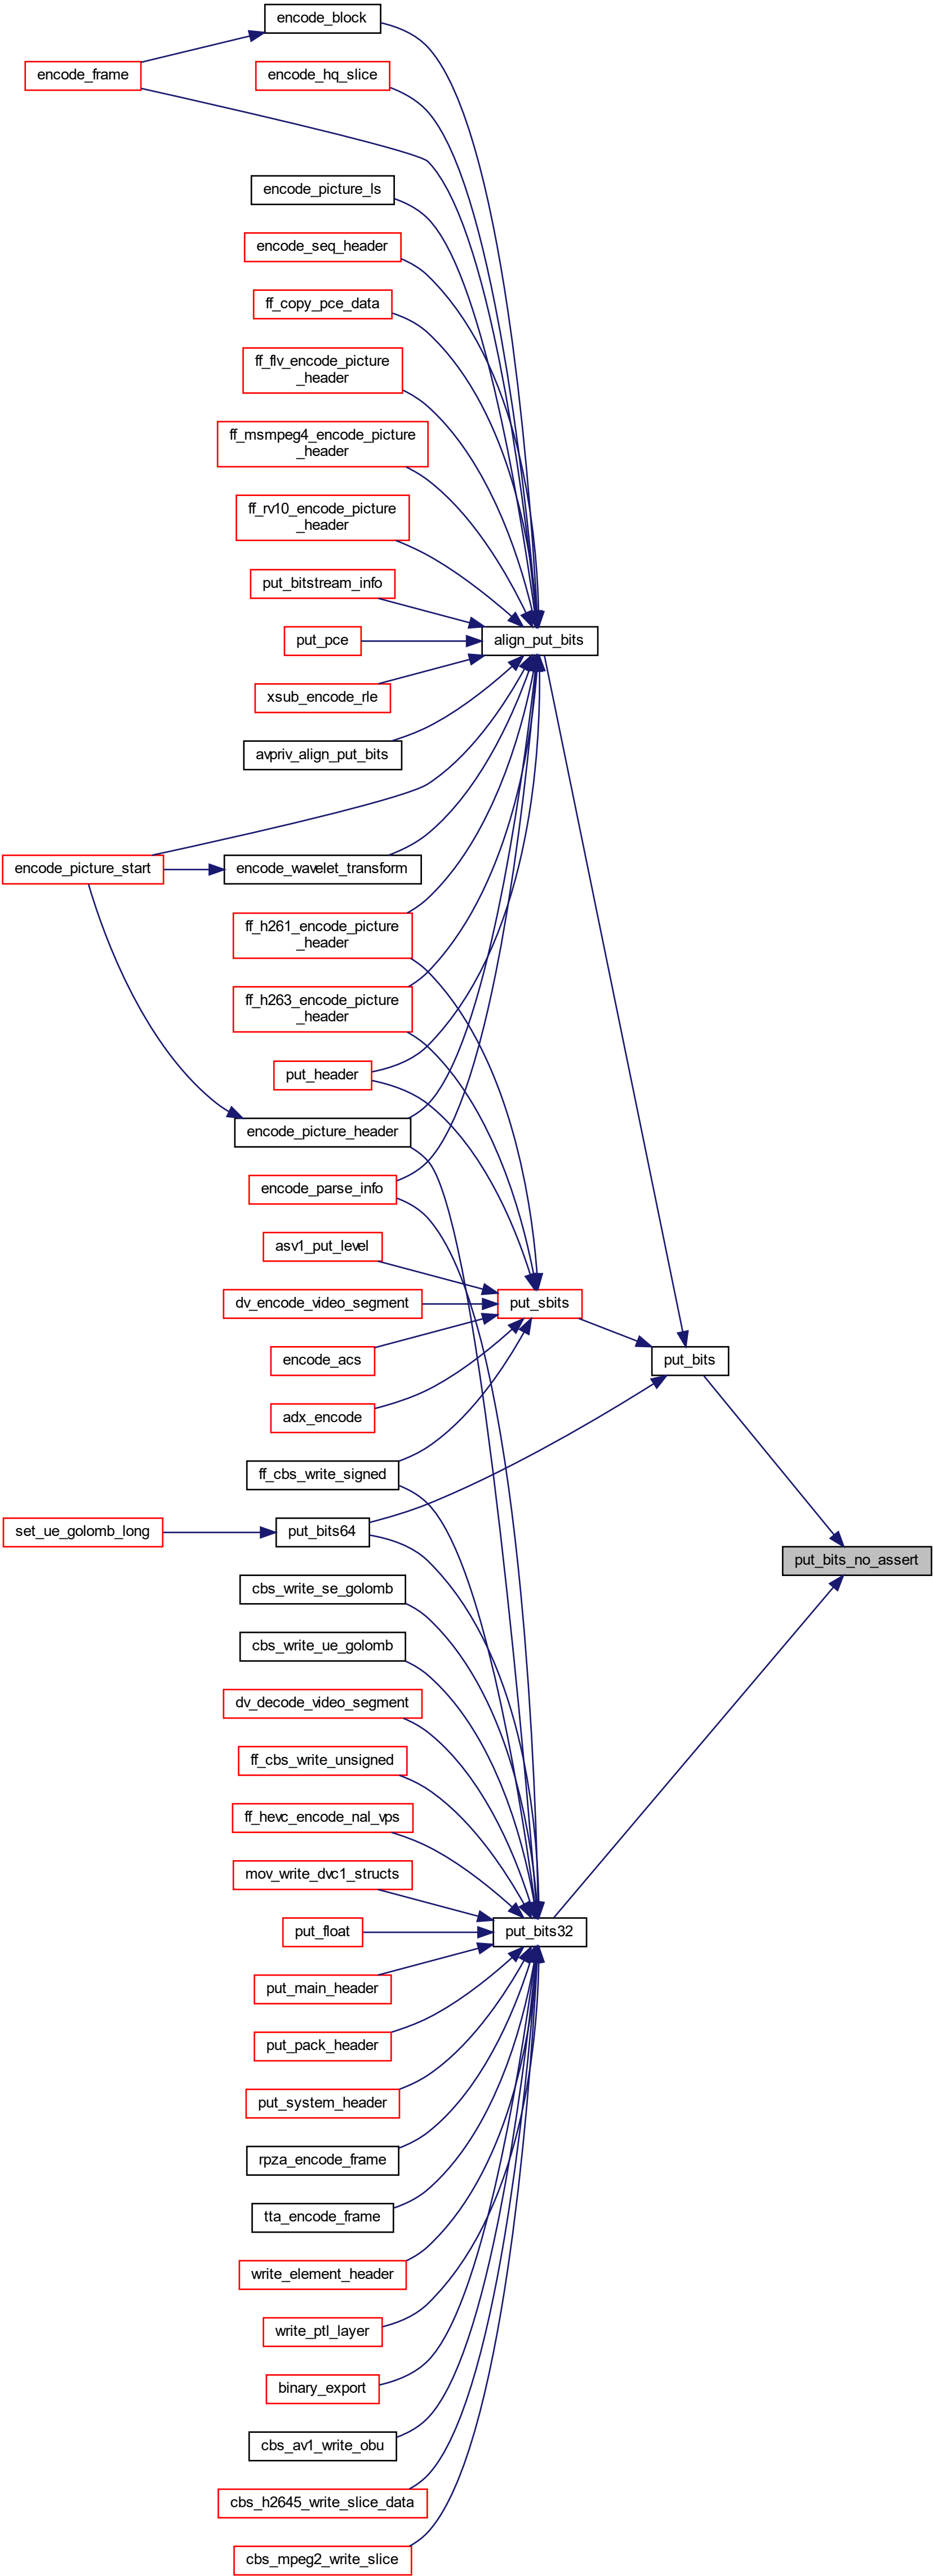 encode_block
encode_frame
encode_hq_slice
encode_picture_ls
encode_seq_header
ff_copy_pce_data
ff_flv_encode_picture
_header
ff_msmpeg4_encode_picture
_header
ff_rv10_encode_picture
_header
put_bitstream_info
put_pce
align_put_bits
xsub_encode_rle
avpriv_align_put_bits
encode_picture_start
encode_wavelet_transform
ff_h261_encode_picture
_header
ff_h263_encode_picture
_header
put_header
encode_picture_header
encode_parse_info
asv1_put_level
dv_encode_video_segment
put_sbits
encode_acs
put_bits
adx_encode
ff_cbs_write_signed
set_ue_golomb_long
put_bits64
put_bits_no_assert
cbs_write_se_golomb
cbs_write_ue_golomb
dv_decode_video_segment
ff_cbs_write_unsigned
ff_hevc_encode_nal_vps
mov_write_dvc1_structs
put_float
put_bits32
put_main_header
put_pack_header
put_system_header
rpza_encode_frame
tta_encode_frame
write_element_header
write_ptl_layer
binary_export
cbs_av1_write_obu
cbs_h2645_write_slice_data
cbs_mpeg2_write_slice